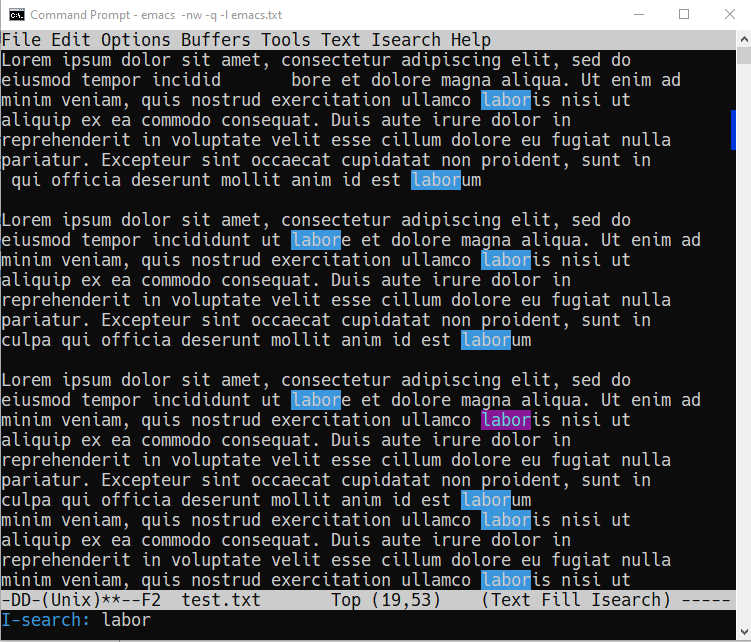 Command Prompt - emacs -nw -q -l emacs.txt
File Edit Options Buffers Tools Text Isearch Help
Lorem ipsum dolor sit amet, consectetur adipiscing elit, sed do
eiusmod tempor incidid       bore et dolore magna aliqua. Ut enim ad
minim veniam, quis nostrud exercitation ullamco laboris nisi ut
aliquip ex ea commodo consequat. Duis aute irure dolor in
reprehenderit in voluptate velit esse cillum dolore eu fugiat nulla
pariatur. Excepteur sint occaecat cupidatat non proident, sunt in
 qui officia deserunt mollit anim id est laborum

Lorem ipsum dolor sit amet, consectetur adipiscing elit, sed do
eiusmod tempor incididunt ut labore et dolore magna aliqua. Ut enim ad
minim veniam, quis nostrud exercitation ullamco laboris nisi ut
aliquip ex ea commodo consequat. Duis aute irure dolor in
reprehenderit in voluptate velit esse cillum dolore eu fugiat nulla
pariatur. Excepteur sint occaecat cupidatat non proident, sunt in
culpa qui officia deserunt mollit anim id est laborum

Lorem ipsum dolor sit amet, consectetur adipiscing elit, sed do
eiusmod tempor incididunt ut labore et dolore magna aliqua. Ut enim ad
minim veniam, quis nostrud exercitation ullamco laboris nisi ut
aliquip ex ea commodo consequat. Duis aute irure dolor in
reprehenderit in voluptate velit esse cillum dolore eu fugiat nulla
pariatur. Excepteur sint occaecat cupidatat non proident, sunt in
culpa qui officia deserunt mollit anim id est laborum
minim veniam, quis nostrud exercitation ullamco laboris nisi ut
aliquip ex ea commodo consequat. Duis aute irure dolor in
reprehenderit in voluptate velit esse cillum dolore eu fugiat nulla
minim veniam, quis nostrud exercitation ullamco laboris nisi ut
-DD-(Unix)**--F2  test.txt       Top (19,53)    (Text Fill Isearch) -----
I-search: labor